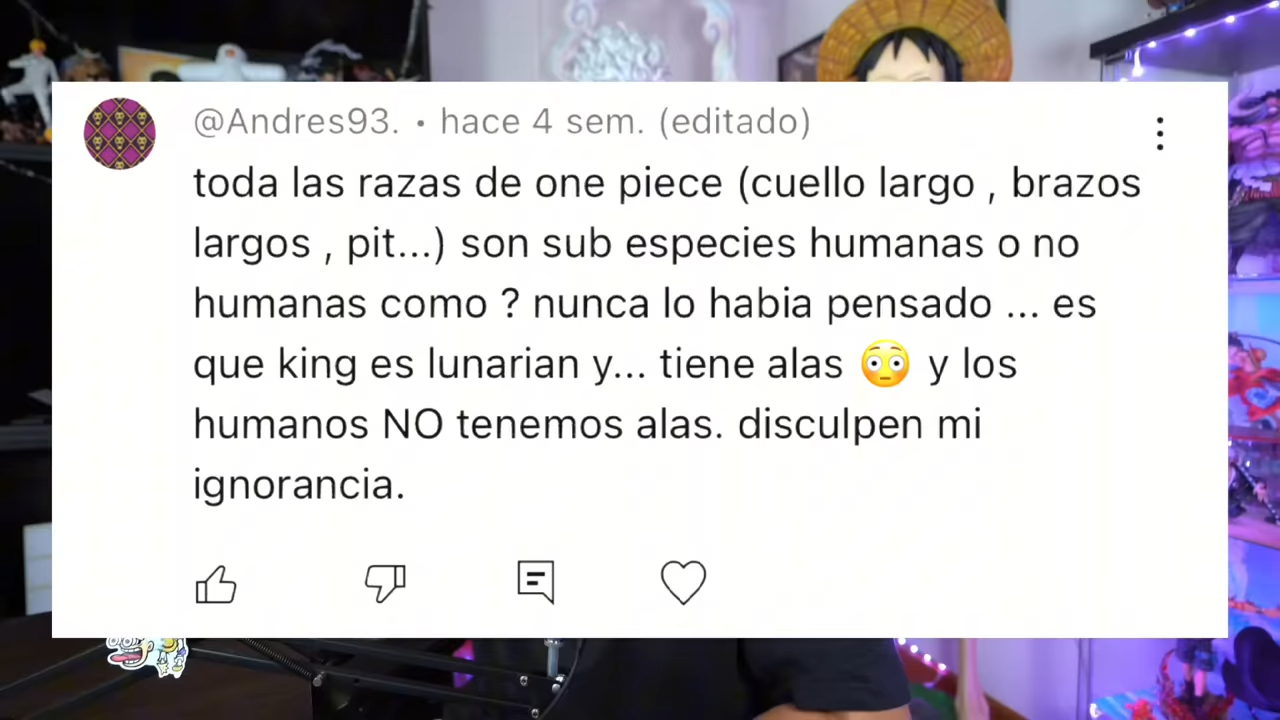 @Andres93. • hace 4 sem. (editado)
toda las razas de one piece (cuello largo , brazos
largos , pit...) son sub especies humanas o no
humanas como ? nunca lo habia pensado ... es
que king es lunarian y... tiene alas 😳 y los
humanos NO tenemos alas. disculpen mi
ignorancia.